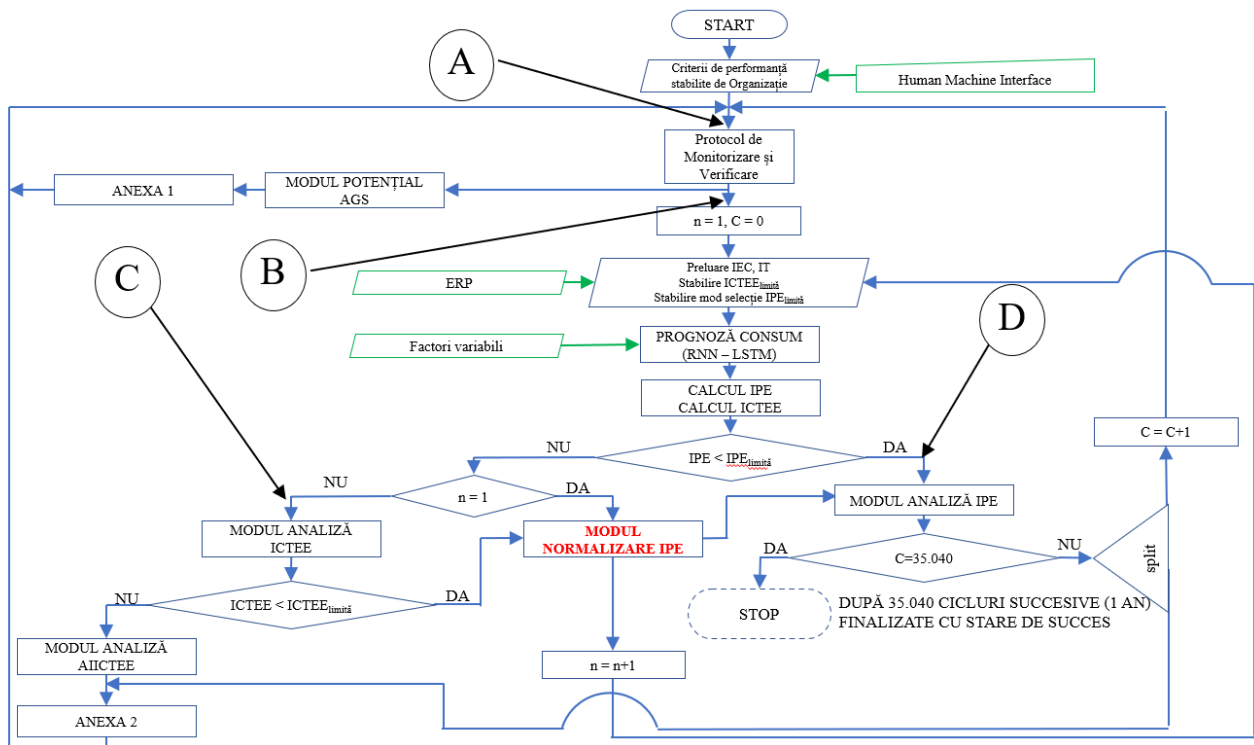 START
A
Criterii de performanță
stabilite de Organizație
Human Machine Interface
Protocol de
Monitorizare și
Verificare
ANEXA 1
MODUL POTENȚIAL
AGS
B
n = 1, C = 0
C
ERP
Preluare IEC, IT
Stabilire ICTEElimită
Stabilire mod selecție IPElimită
D
Factori variabili
PROGNOZĂ CONSUM
(RNN – LSTM)
CALCUL IPE
CALCUL ICTEE
C = C+1
NU
IPE < IPElimită
DA
NU
n = 1
DA
MODUL ANALIZĂ IPE
MODUL ANALIZĂ
ICTEE
MODUL
NORMALIZARE IPE
DA
C=35.040
NU
split
NU
ICTEE < ICTEElimită
DA
STOP
DUPĂ 35.040 CICLURI SUCCESIVE (1 AN)
FINALIZATE CU STARE DE SUCCES
MODUL ANALIZĂ
AIICTEE
n = n+1
ANEXA 2